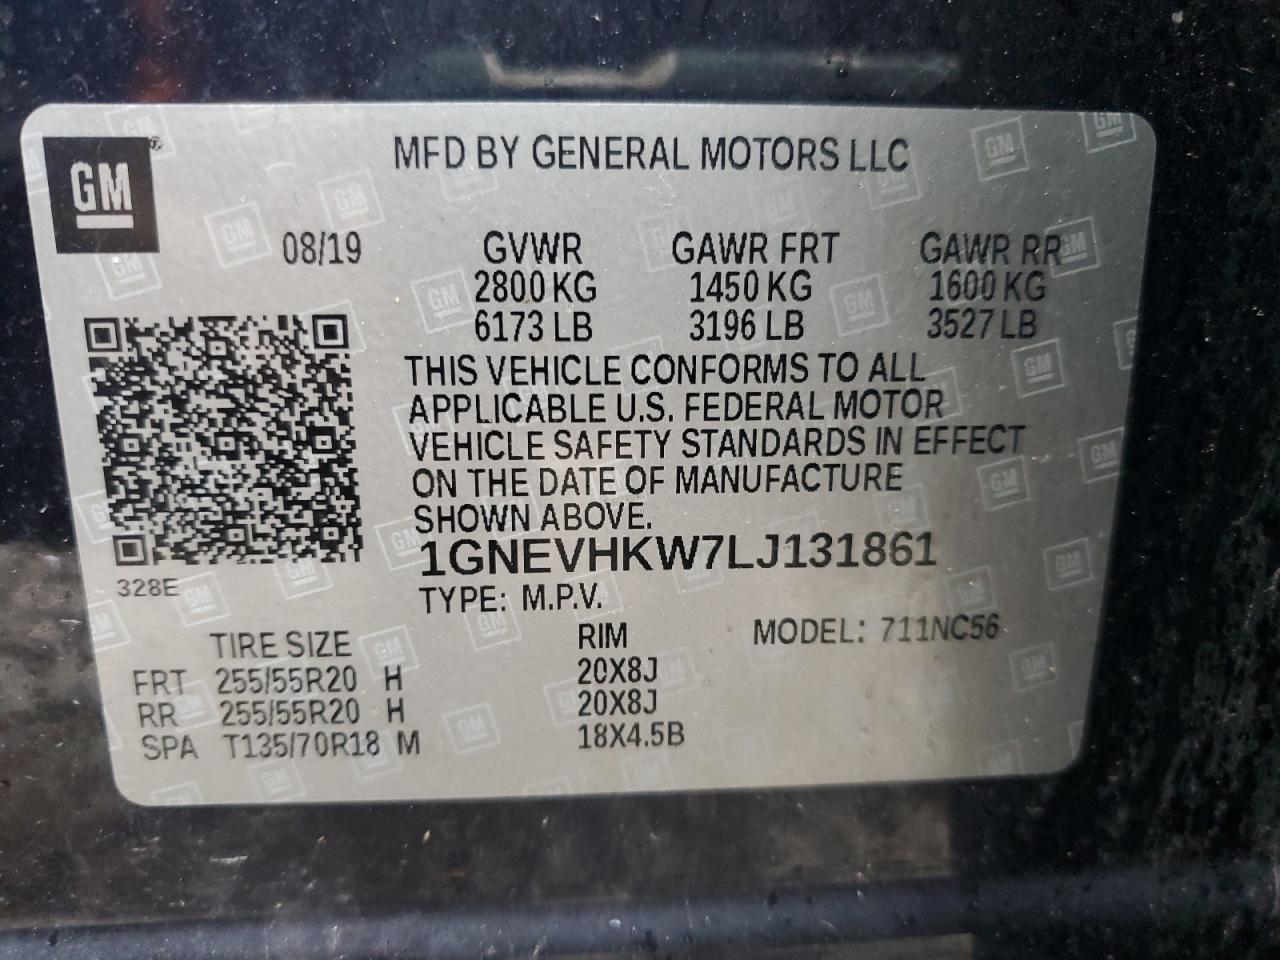 GM
MFD BY GENERAL MOTORS LLC
08/19 GVWR GAWR FRT GAWR RR
2800 KG 1450 KG 1600 KG
6173 LB 3196 LB 3527 LB
THIS VEHICLE CONFORMS TO ALL
APPLICABLE U.S. FEDERAL MOTOR
VEHICLE SAFETY STANDARDS IN EFFECT
ON THE DATE OF MANUFACTURE
SHOWN ABOVE.
1GNEVHKW7LJ131861
328E
TYPE: M.P.V.
TIRE SIZE RIM MODEL: 711NC56
FRT 255/55R20 H 20X8J
RR 255/55R20 H 20X8J
SPA T135/70R18 M 18X4.5B